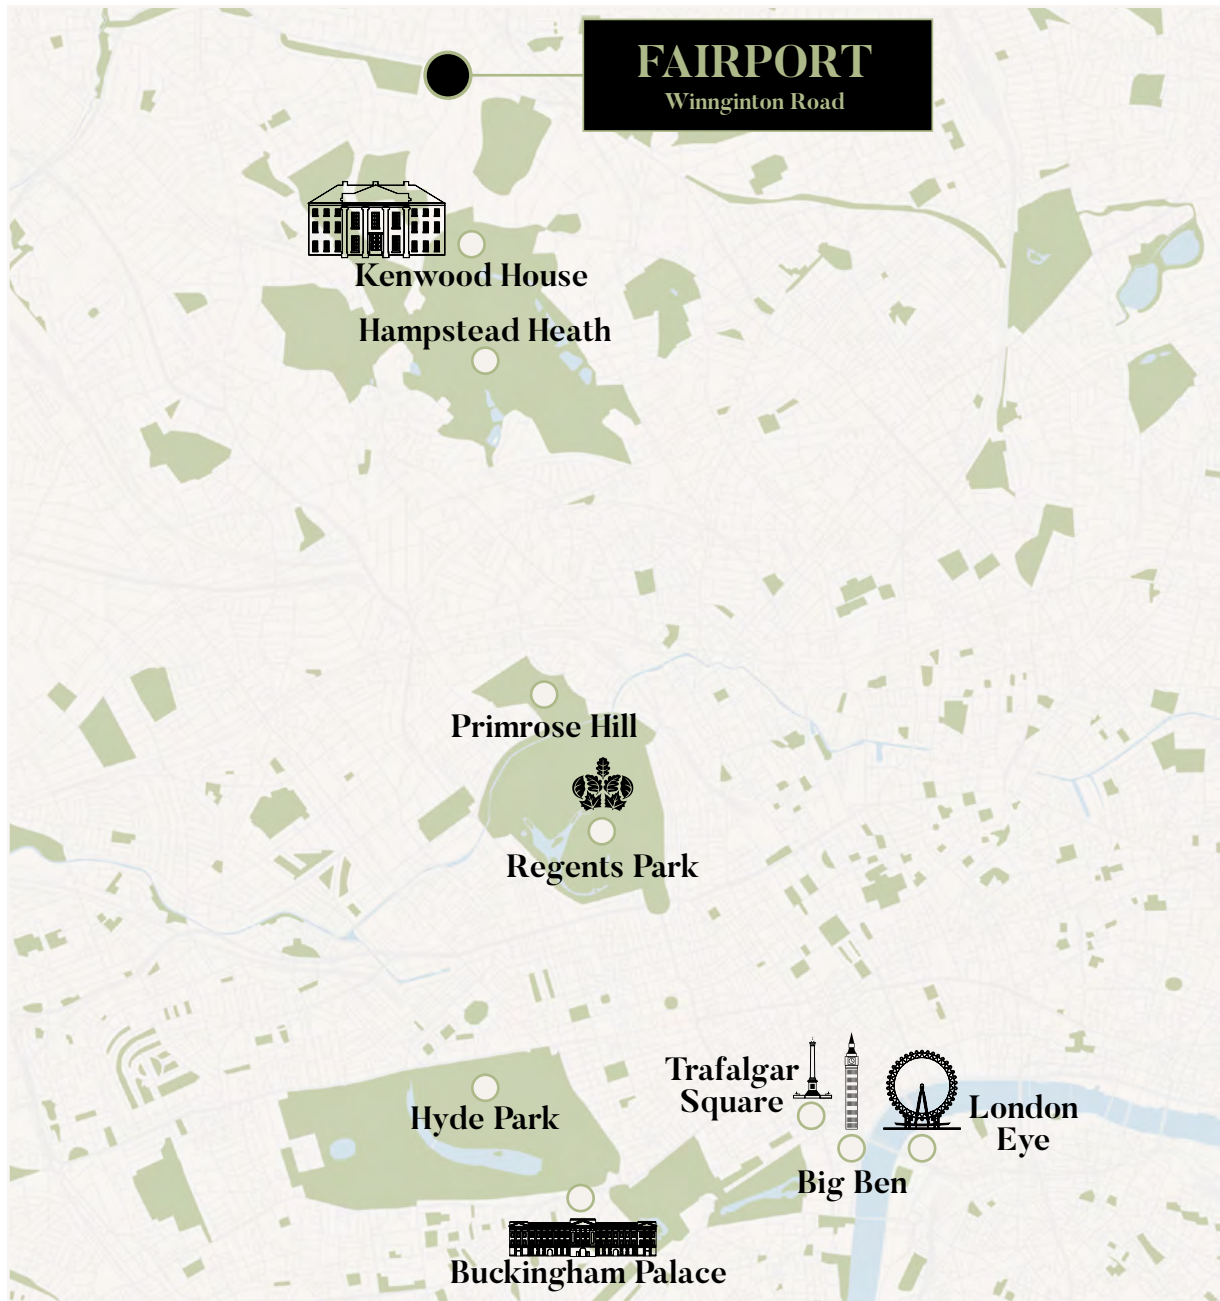 FAIRPORT
Winnginton Road
Kenwood House
Hampstead Heath
Primrose Hill
Regents Park
Trafalgar
Square
London
Eye
Hyde Park
Big Ben
Buckingham Palace